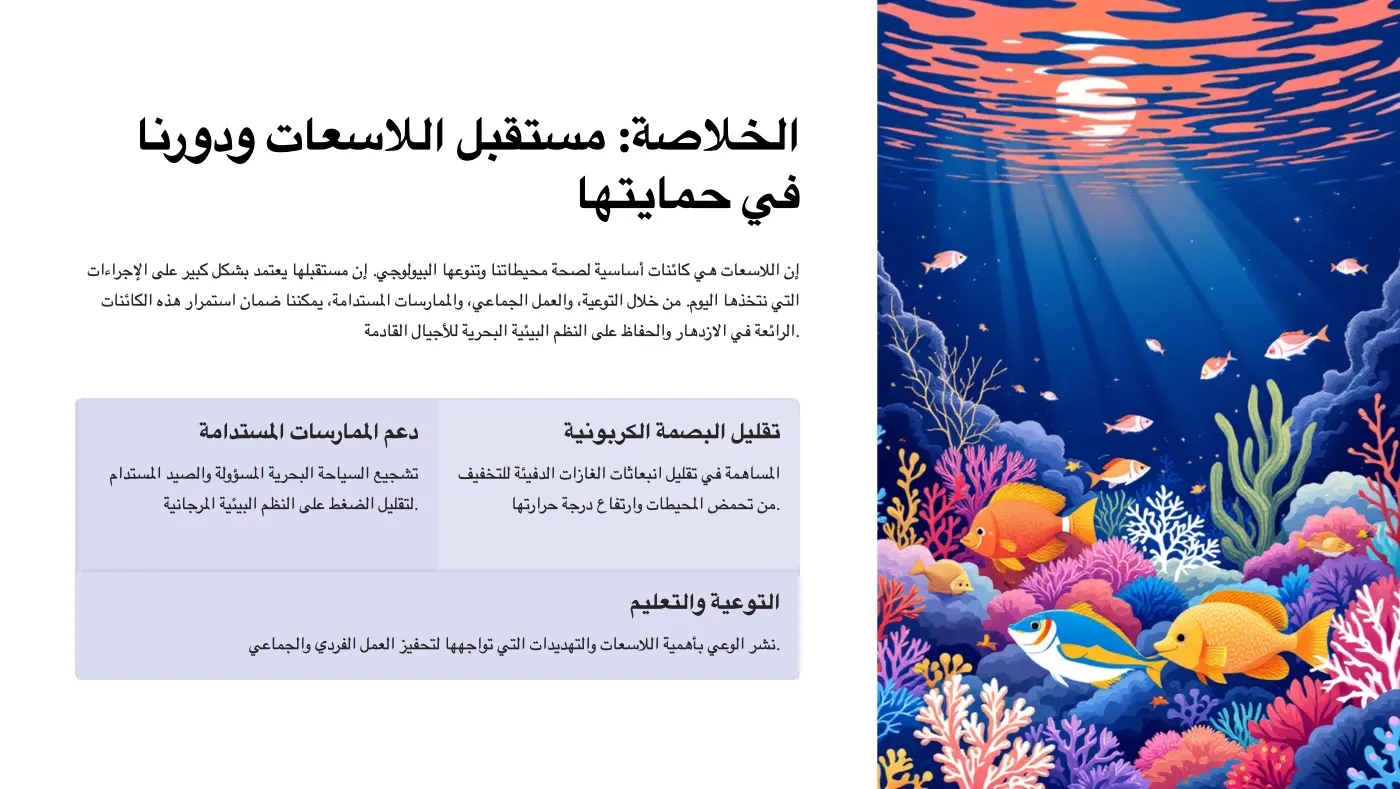 الخلاصة: مستقبل اللاسعات ودورنا
في حمايتها
إن اللاسعات هي كائنات أساسية لصحة محيطاتنا وتنوعها البيولوجي. إن مستقبلها يعتمد بشكل كبير على الإجراءات
التي نتخذها اليوم. من خلال التوعية، والعمل الجماعي، والممارسات المستدامة، يمكننا ضمان استمرار هذه الكائنات
.الرائعة في الازدهار والحفاظ على النظم البيئية البحرية للأجيال القادمة
تقليل البصمة الكربونية
المساهمة في تقليل انبعاثات الغازات الدفيئة للتخفيف
.من تحمض المحيطات وارتفاع درجة حرارتها
دعم الممارسات المستدامة
تشجيع السياحة البحرية المسؤولة والصيد المستدام
.لتقليل الضغط على النظم البيئية المرجانية
التوعية والتعليم
.نشر الوعي بأهمية اللاسعات والتهديدات التي تواجهها لتحفيز العمل الفردي والجماعي